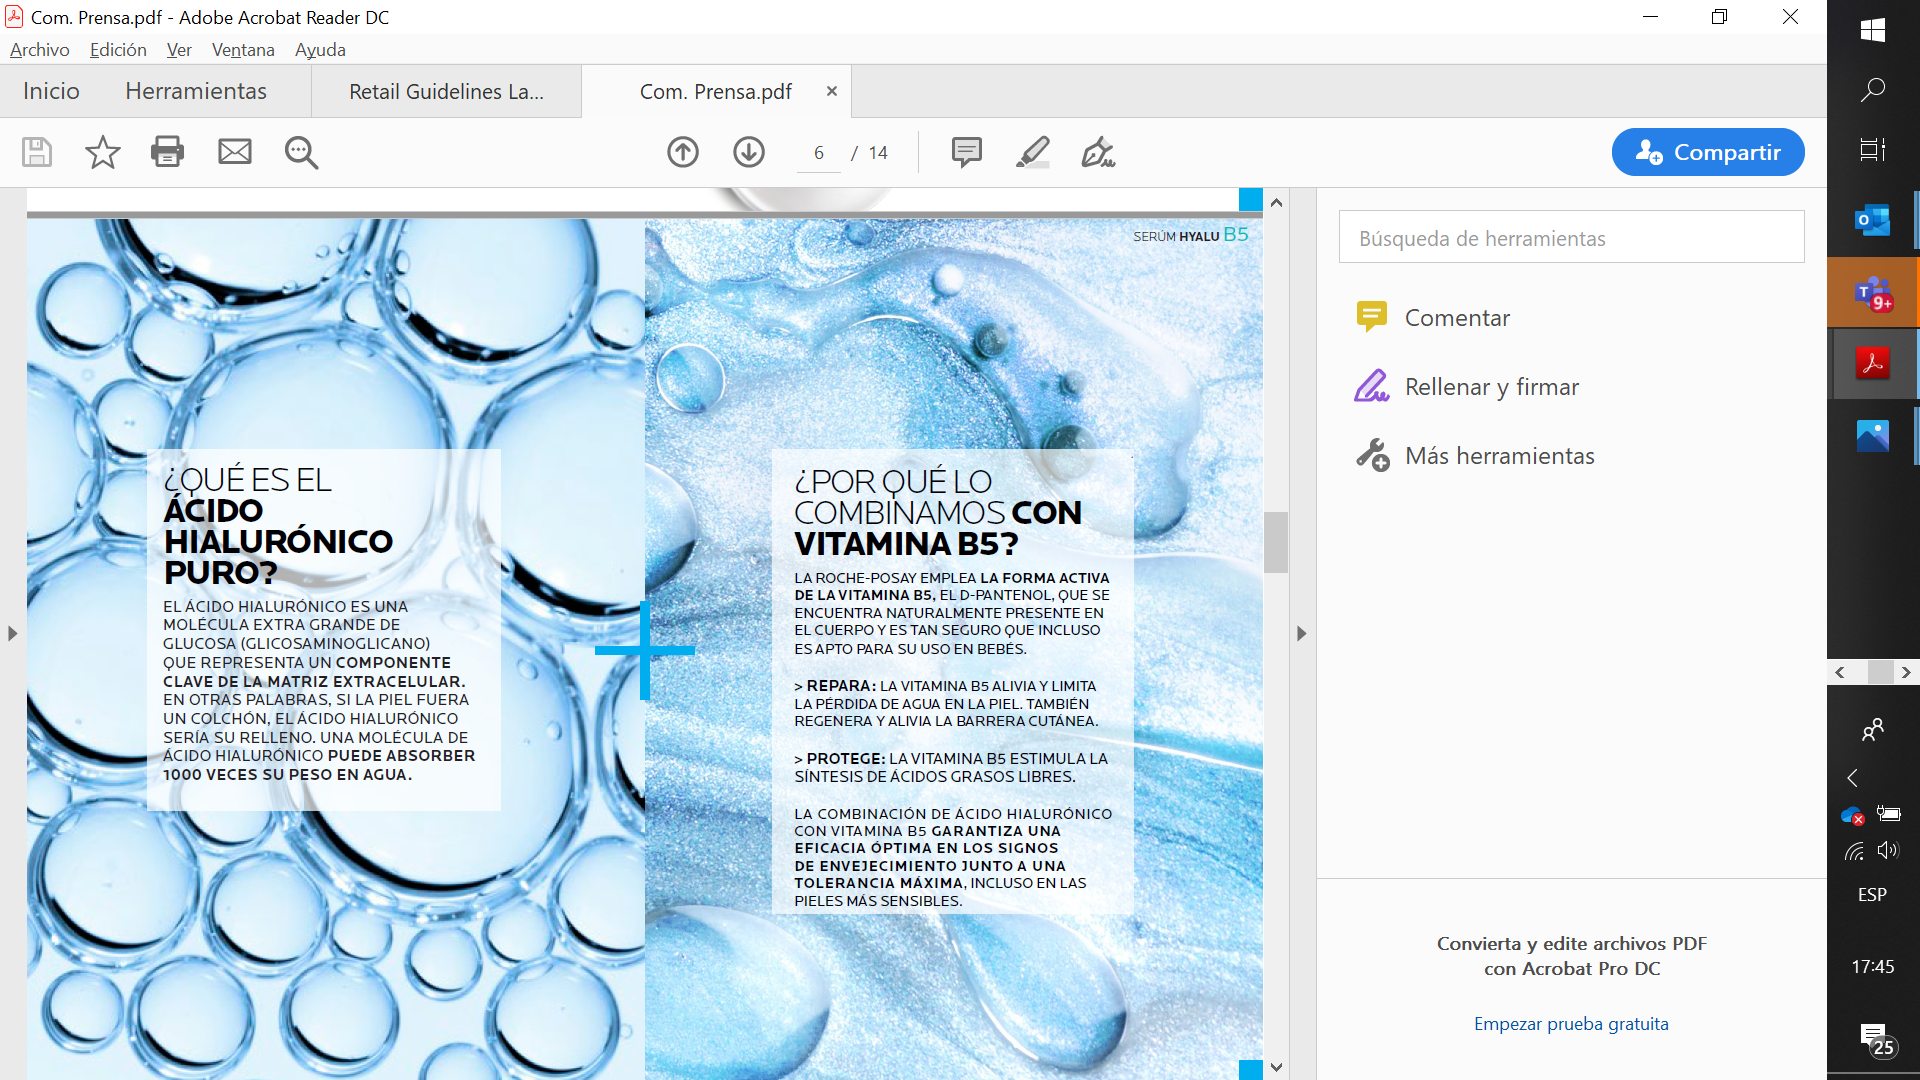 Com. Prensa.pdf - Adobe Acrobat Reader DC
Archivo Edición Ver Ventana Ayuda
Inicio Herramientas Retail Guidelines La... Com. Prensa.pdf ×
6 / 14
Compartir
SERÚM HYALU B5
¿QUÉ ES EL
ÁCIDO
HIALURÓNICO
PURO?
EL ÁCIDO HIALURÓNICO ES UNA
MOLÉCULA EXTRA GRANDE DE
GLUCOSA (GLICOSAMINOGLICANO)
QUE REPRESENTA UN COMPONENTE
CLAVE DE LA MATRIZ EXTRACELULAR.
EN OTRAS PALABRAS, SI LA PIEL FUERA
UN COLCHÓN, EL ÁCIDO HIALURÓNICO
SERÍA SU RELLENO. UNA MOLÉCULA DE
ÁCIDO HIALURÓNICO PUEDE ABSORBER
1000 VECES SU PESO EN AGUA.
¿POR QUÉ LO
COMBINAMOS CON
VITAMINA B5?
LA ROCHE-POSAY EMPLEA LA FORMA ACTIVA
DE LA VITAMINA B5, EL D-PANTENOL, QUE SE
ENCUENTRA NATURALMENTE PRESENTE EN
EL CUERPO Y ES TAN SEGURO QUE INCLUSO
ES APTO PARA SU USO EN BEBÉS.
> REPARA: LA VITAMINA B5 ALIVIA Y LIMITA
LA PÉRDIDA DE AGUA EN LA PIEL. TAMBIÉN
REGENERA Y ALIVIA LA BARRERA CUTÁNEA.
> PROTEGE: LA VITAMINA B5 ESTIMULA LA
SÍNTESIS DE ÁCIDOS GRASOS LIBRES.
LA COMBINACIÓN DE ÁCIDO HIALURÓNICO
CON VITAMINA B5 GARANTIZA UNA
EFICACIA ÓPTIMA EN LOS SIGNOS
DE ENVEJECIMIENTO JUNTO A UNA
TOLERANCIA MÁXIMA, INCLUSO EN LAS
PIELES MÁS SENSIBLES.
Búsqueda de herramientas
Comentar
Rellenar y firmar
Más herramientas
Convierta y edite archivos PDF
con Acrobat Pro DC
Empezar prueba gratuita
9+
ESP
17:45
25